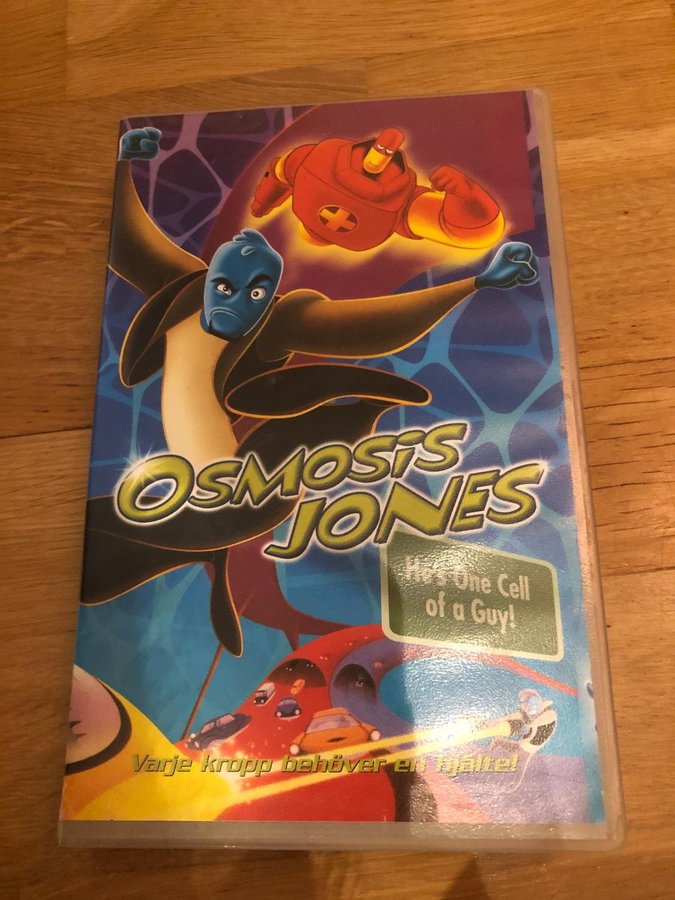 OSMOSIS
JONES
He's One Cell
of a Guy!
Varje kropp behöver en hjälte!